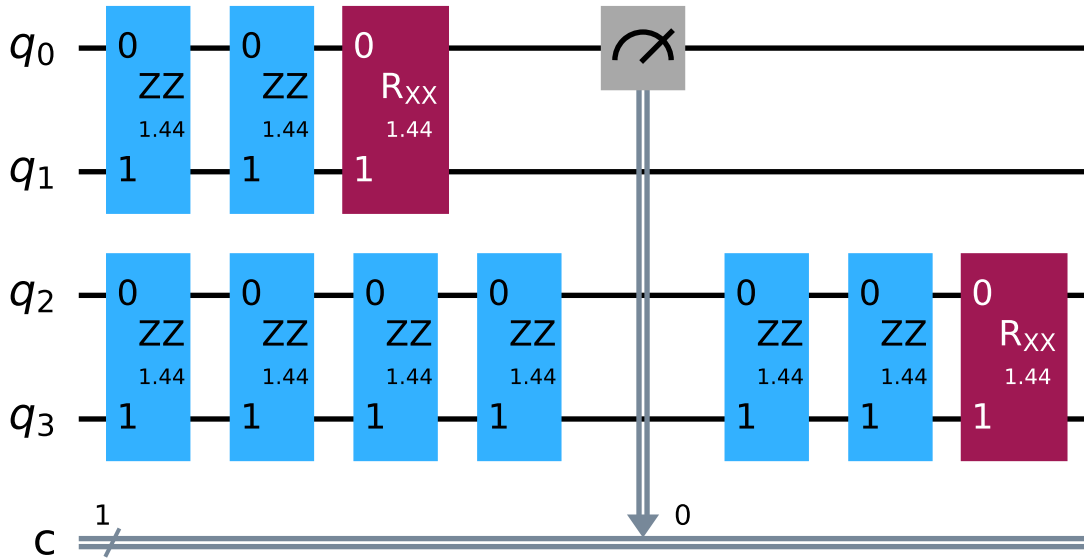 q0 0 0 0
ZZ ZZ RXX
1.44 1.44 1.44
q1 1 1 1
q2 0 0 0 0 0 0 0
ZZ ZZ ZZ ZZ ZZ ZZ RXX
1.44 1.44 1.44 1.44 1.44 1.44 1.44
q3 1 1 1 1 1 1 1
1 0
c